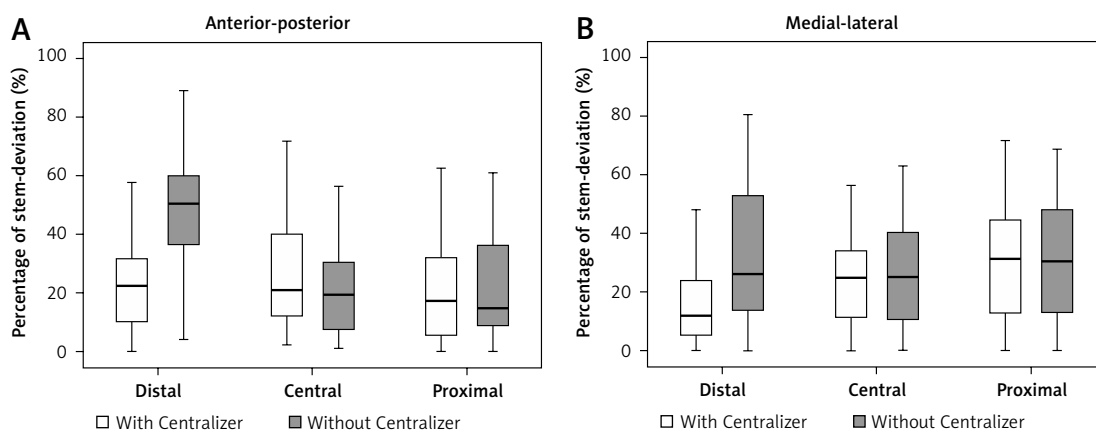 A
Anterior-posterior
Percentage of stem-deviation (%)
100
80
60
40
20
0
Distal Central Proximal
With Centralizer Without Centralizer
B
Medial-lateral
Percentage of stem-deviation (%)
100
80
60
40
20
0
Distal Central Proximal
With Centralizer Without Centralizer